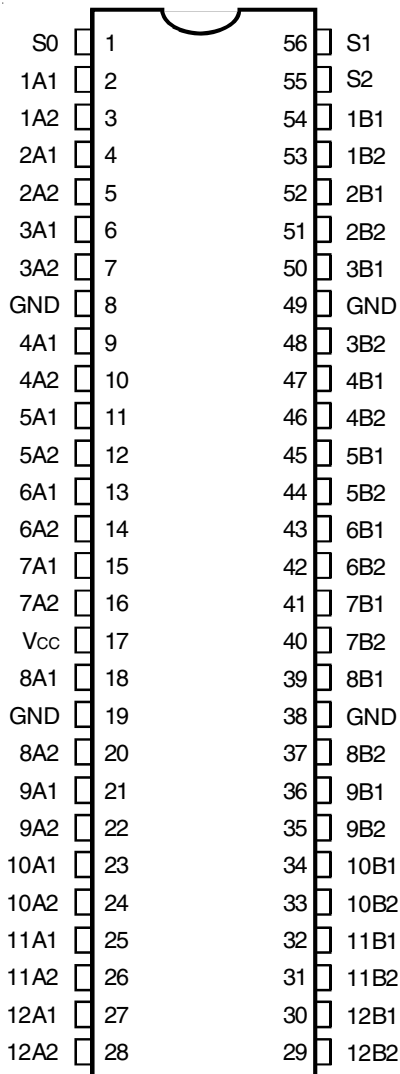 S0 1 56 S1
1A1 2 55 S2
1A2 3 54 1B1
2A1 4 53 1B2
2A2 5 52 2B1
3A1 6 51 2B2
3A2 7 50 3B1
GND 8 49 GND
4A1 9 48 3B2
4A2 10 47 4B1
5A1 11 46 4B2
5A2 12 45 5B1
6A1 13 44 5B2
6A2 14 43 6B1
7A1 15 42 6B2
7A2 16 41 7B1
VCC 17 40 7B2
8A1 18 39 8B1
GND 19 38 GND
8A2 20 37 8B2
9A1 21 36 9B1
9A2 22 35 9B2
10A1 23 34 10B1
10A2 24 33 10B2
11A1 25 32 11B1
11A2 26 31 11B2
12A1 27 30 12B1
12A2 28 29 12B2